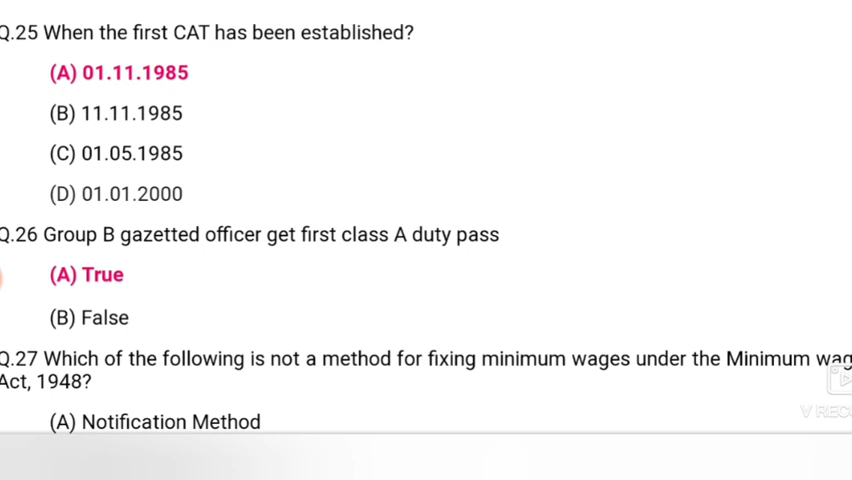 Q.25 When the first CAT has been established?
(A) 01.11.1985
(B) 11.11.1985
(C) 01.05.1985
(D) 01.01.2000
Q.26 Group B gazetted officer get first class A duty pass
(A) True
(B) False
Q.27 Which of the following is not a method for fixing minimum wages under the Minimum wag
Act, 1948?
V REC
(A) Notification Method